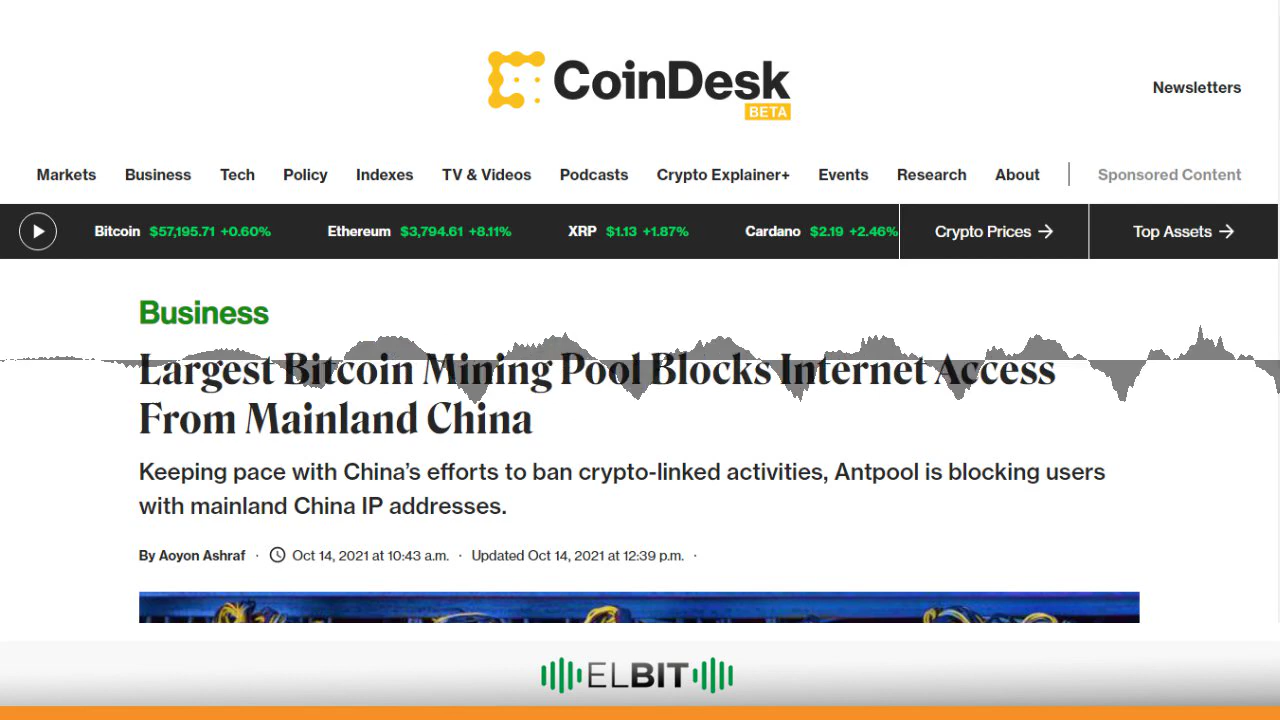 CoinDesk
BETA
Newsletters
Markets Business Tech Policy Indexes TV & Videos Podcasts Crypto Explainer+ Events Research About Sponsored Content
Bitcoin $57,195.71 +0.60% Ethereum $3,794.61 +8.11% XRP $1.13 +1.87% Cardano $2.19 +2.46% Crypto Prices → Top Assets →
Business
Largest Bitcoin Mining Pool Blocks Internet Access
From Mainland China
Keeping pace with China’s efforts to ban crypto-linked activities, Antpool is blocking users
with mainland China IP addresses.
By Aoyon Ashraf · Oct 14, 2021 at 10:43 a.m. · Updated Oct 14, 2021 at 12:39 p.m. ·
ELBIT